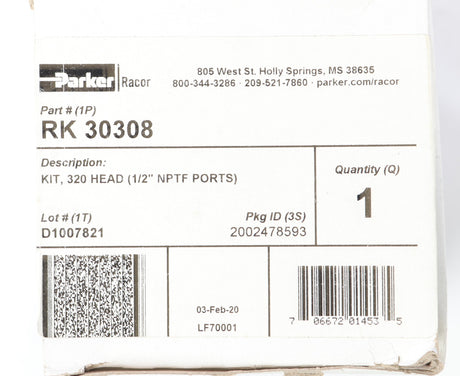 Parker Racor
805 West St. Holly Springs, MS 38635
800-344-3286 · 209-521-7860 · parker.com/racor
Part # (1P)
RK 30308
Description:
KIT, 320 HEAD (1/2" NPTF PORTS)
Quantity (Q)
1
Lot # (1T)
D1007821
Pkg ID (3S)
2002478593
03-Feb-20
LF70001
7 06672 01453 5